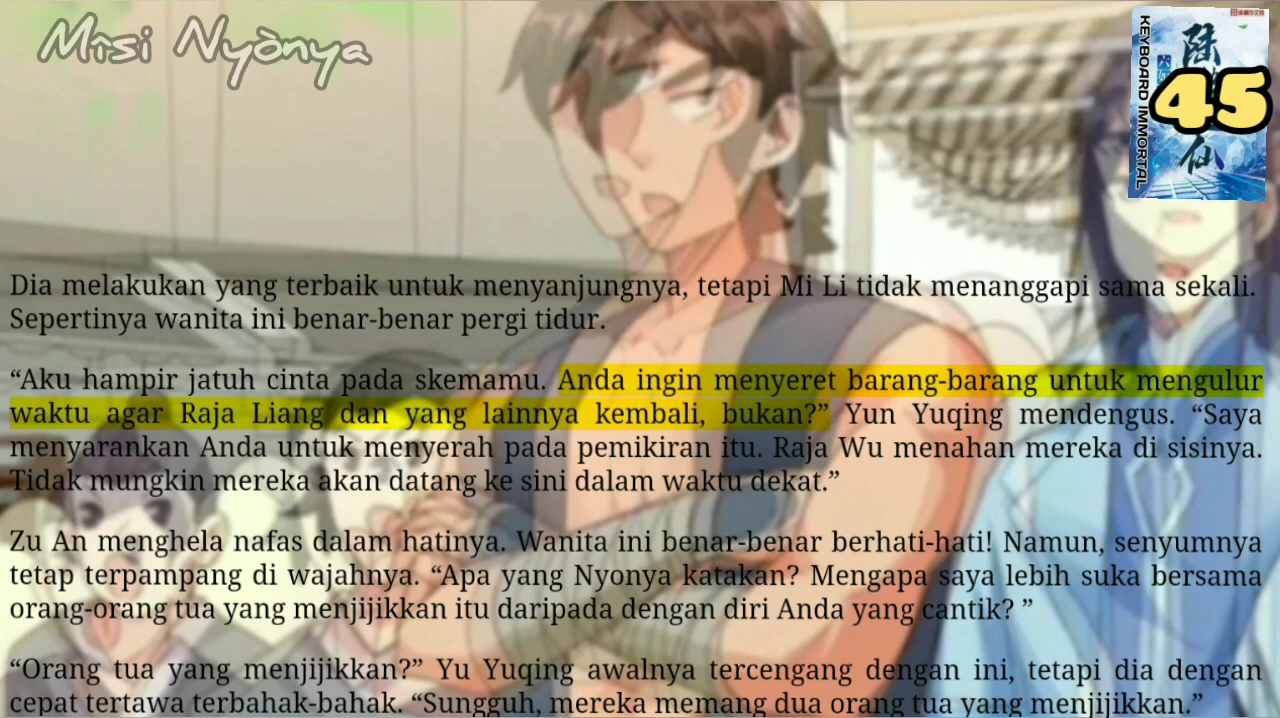 Misi Nyònya
KEYBOARD IMMORTAL
45
仙
Dia melakukan yang terbaik untuk menyanjungnya, tetapi Mi Li tidak menanggapi sama sekali.
Sepertinya wanita ini benar-benar pergi tidur.
“Aku hampir jatuh cinta pada skemamu. Anda ingin menyeret barang-barang untuk mengulur
waktu agar Raja Liang dan yang lainnya kembali, bukan?” Yun Yuqing mendengus. “Saya
menyarankan Anda untuk menyerah pada pemikiran itu. Raja Wu menahan mereka di sisinya.
Tidak mungkin mereka akan datang ke sini dalam waktu dekat.”
Zu An menghela nafas dalam hatinya. Wanita ini benar-benar berhati-hati! Namun, senyumnya
tetap terpampang di wajahnya. “Apa yang Nyonya katakan? Mengapa saya lebih suka bersama
orang-orang tua yang menjijikkan itu daripada dengan diri Anda yang cantik? ”
“Orang tua yang menjijikkan?” Yu Yuqing awalnya tercengang dengan ini, tetapi dia dengan
cepat tertawa terbahak-bahak. “Sungguh, mereka memang dua orang tua yang menjijikkan.”